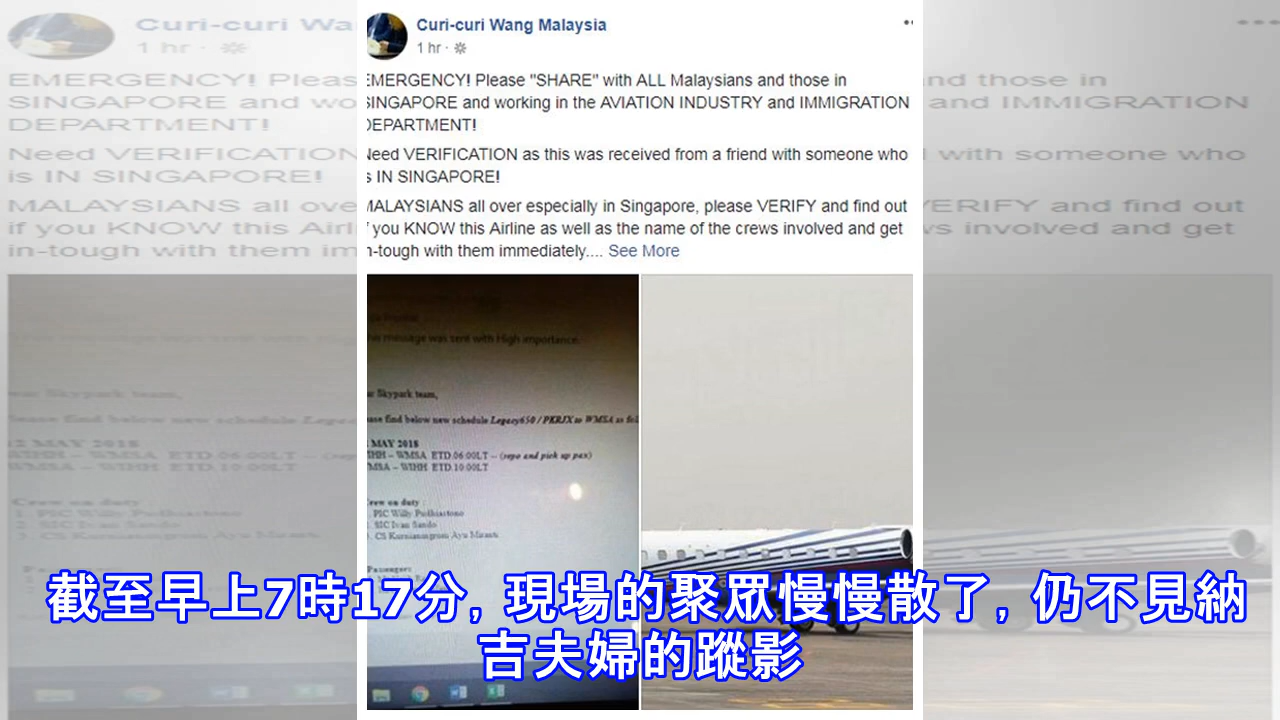 Curi-curi Wang Malaysia
1 hr ·
EMERGENCY! Please "SHARE" with ALL Malaysians and those in
SINGAPORE and working in the AVIATION INDUSTRY and IMMIGRATION
DEPARTMENT!
Need VERIFICATION as this was received from a friend with someone who
is IN SINGAPORE!
MALAYSIANS all over especially in Singapore, please VERIFY and find out
if you KNOW this Airline as well as the name of the crews involved and get
in-tough with them immediately.... See More
message was sent with High importance.
Skypark team,
find below new schedule Legacy650 / PKRJX to WMSA as
MAY 2018
WIHH – WMSA ETD.06:00LT – (repo and pick up pax)
WMSA – WIHH ETD.10:00LT
Crew on duty :
PIC Willy
SIC Ivan
CS Ayu
Passenger:
截至早上7時17分, 現場的聚眾慢慢散了, 仍不見納
吉夫婦的蹤影